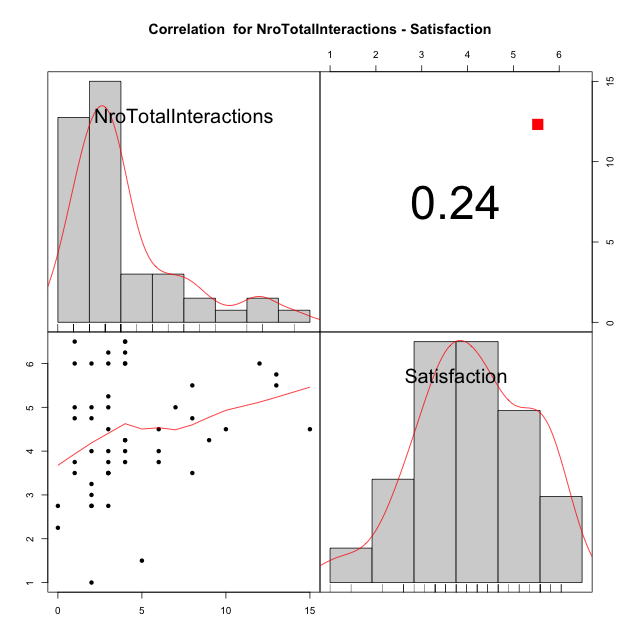 Correlation  for NroTotalInteractions - Satisfaction
1 2 3 4 5 6
NroTotalInteractions
0.24
15
10
5
0
Satisfaction
6
5
4
3
2
1
0 5 10 15